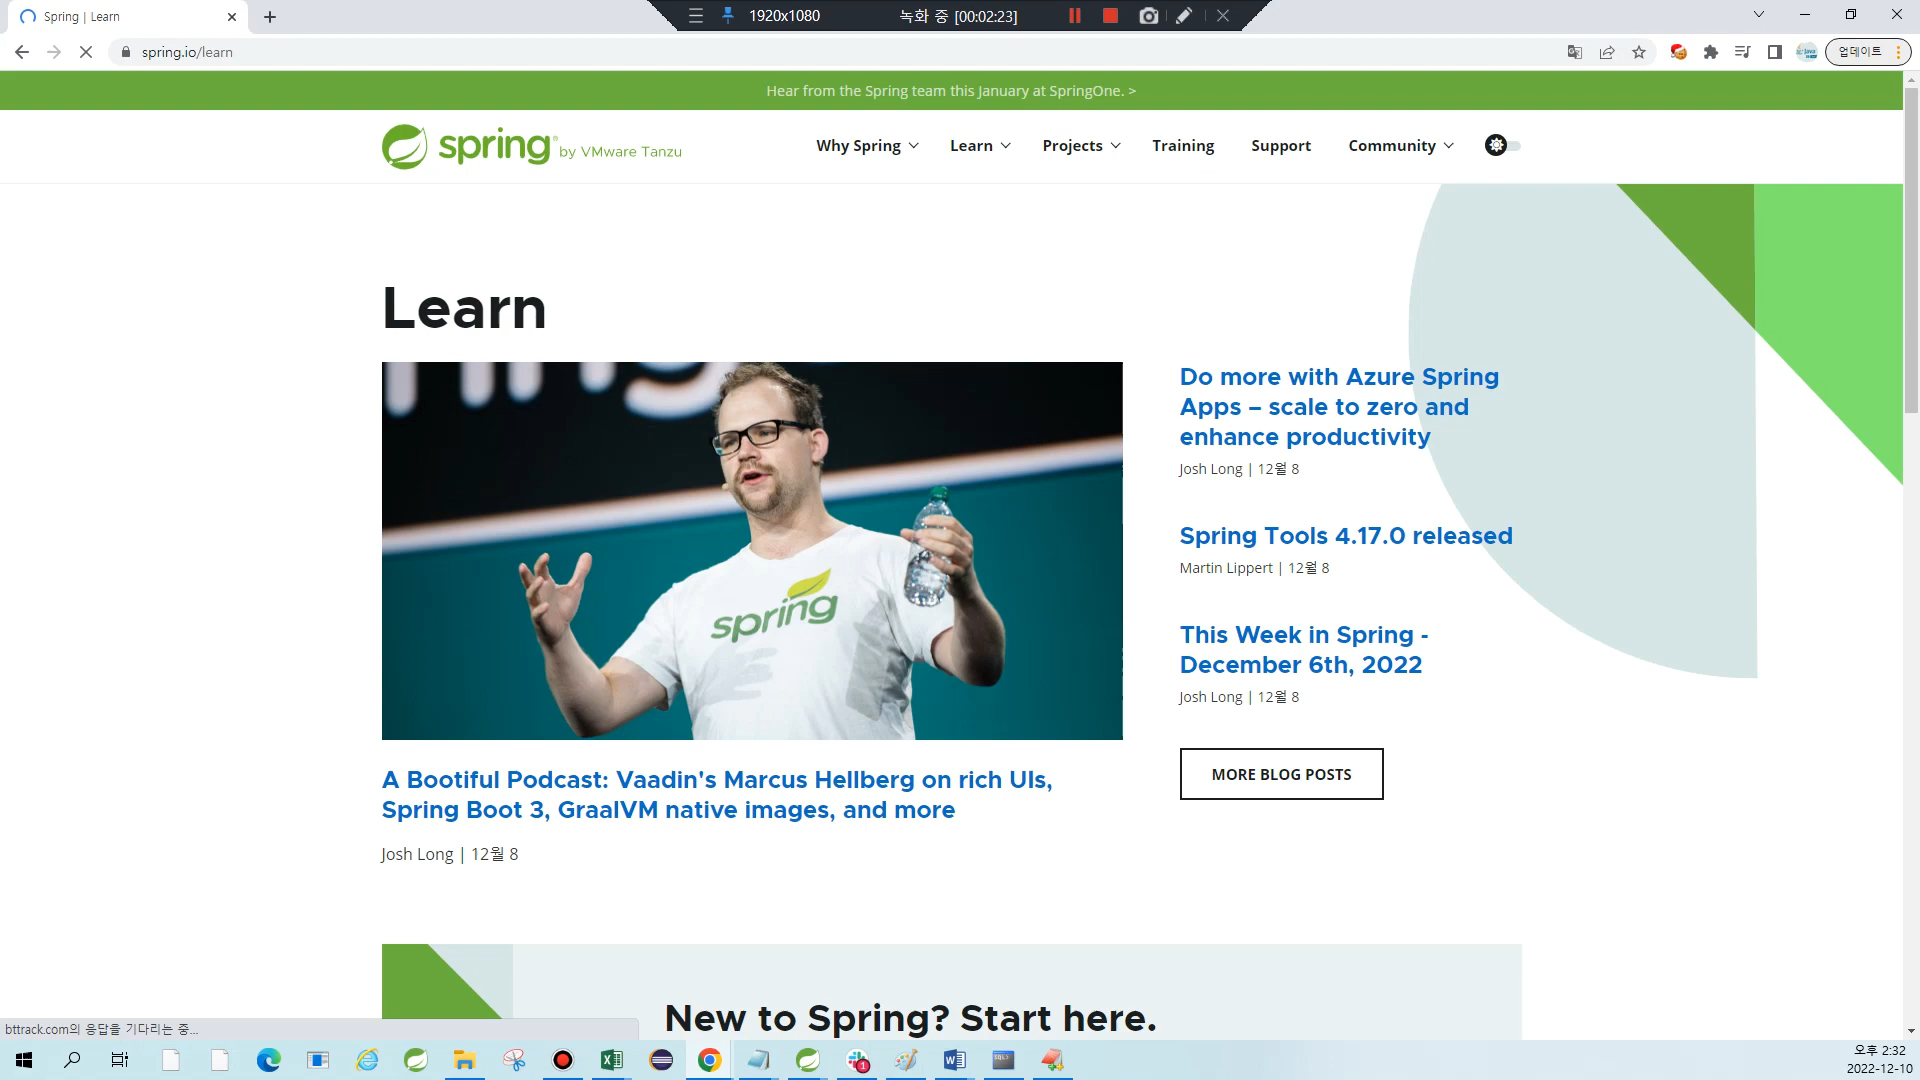 Spring | Learn
1920x1080
녹화 중 [00:02:23]
spring.io/learn
업데이트
Hear from the Spring team this January at SpringOne. >
spring by VMware Tanzu
Why Spring
Learn
Projects
Training
Support
Community
Learn
spring
Do more with Azure Spring
Apps – scale to zero and
enhance productivity
Josh Long | 12월 8
Spring Tools 4.17.0 released
Martin Lippert | 12월 8
This Week in Spring -
December 6th, 2022
Josh Long | 12월 8
MORE BLOG POSTS
A Bootiful Podcast: Vaadin's Marcus Hellberg on rich UIs,
Spring Boot 3, GraalVM native images, and more
Josh Long | 12월 8
New to Spring? Start here.
bttrack.com의 응답을 기다리는 중...
오후 2:32
2022-12-10